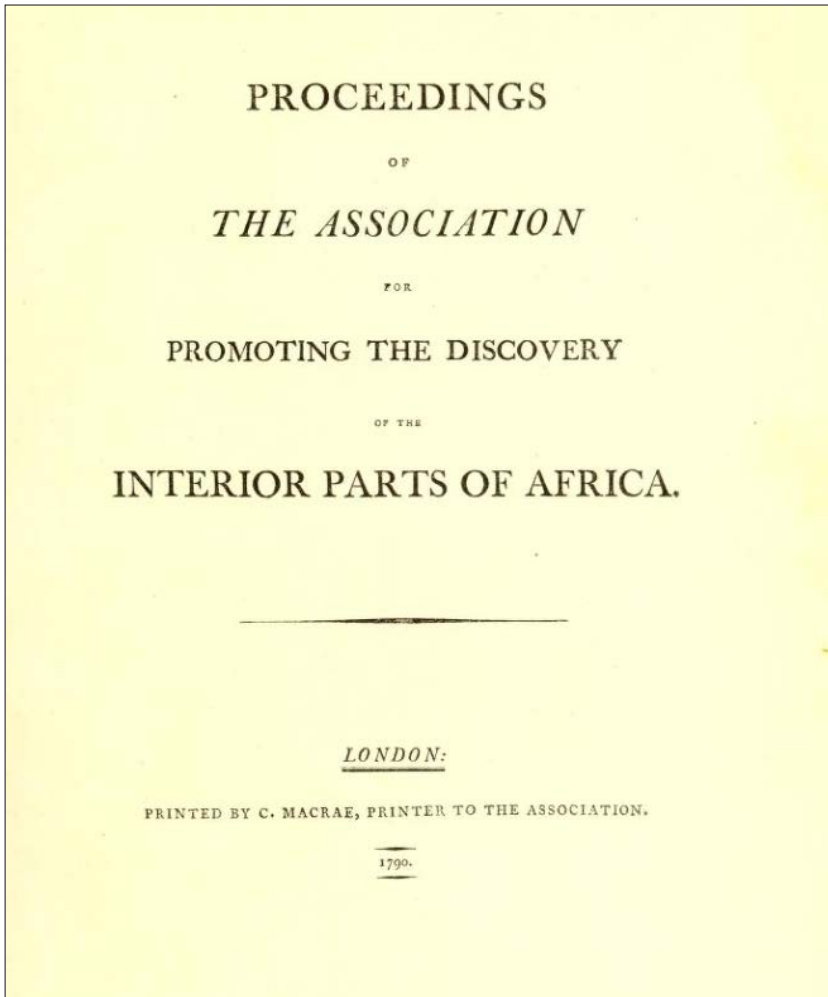 PROCEEDINGS
OF
THE ASSOCIATION
FOR
PROMOTING THE DISCOVERY
OF THE
INTERIOR PARTS OF AFRICA.
LONDON:
PRINTED BY C. MACRAE, PRINTER TO THE ASSOCIATION.
1790.